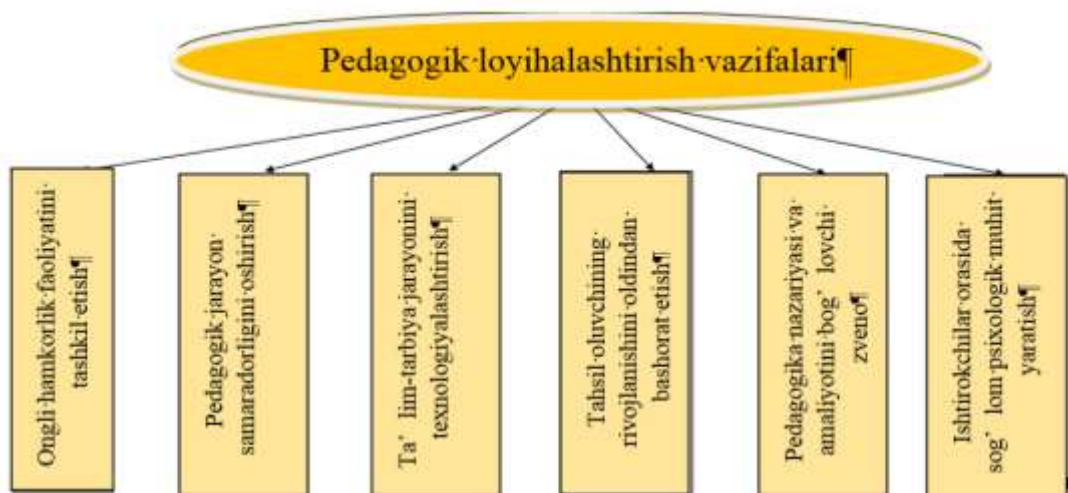 Pedagogik·loyihalashtirish·vazifalari¶
Ongli·hamkorlik·faoliyatini·
tashkil·etish¶
Pedagogik·jarayon·
samaradorligini·oshirish¶
Ta’lim-tarbiya·jarayonini·
texnologiyalashtirish¶
Tahsil·oluvchining·
rivojlanishini·oldindan·
bashorat·etish¶
Pedagogika·nazariyasi·va·
amaliyotini·bog’lovchi·
zveno¶
Ishtirokchilar·orasida·
sog’lom·psixologik·muhit·
yaratish¶